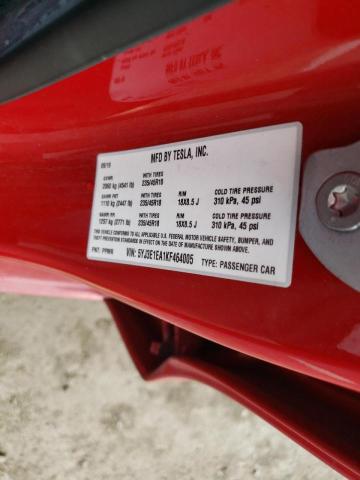 MFD BY TESLA, INC.
09/19
GVWR
2060 kg (4541 lb)
WITH TIRES
235/45R18
RIM
18X8.5 J
COLD TIRE PRESSURE
310 kPa, 45 psi
GAWR FRT
1110 kg (2447 lb)
WITH TIRES
235/45R18
RIM
18X8.5 J
COLD TIRE PRESSURE
310 kPa, 45 psi
GAWR RR
1257 kg (2771 lb)
THIS VEHICLE CONFORMS TO ALL APPLICABLE U.S. FEDERAL MOTOR VEHICLE SAFETY, BUMPER, AND
THEFT PREVENTION STANDARDS IN EFFECT ON THE DATE OF MANUFACTURE SHOWN ABOVE.
PNT: PPMR
VIN: 5YJ3E1EA1KF464005
TYPE: PASSENGER CAR